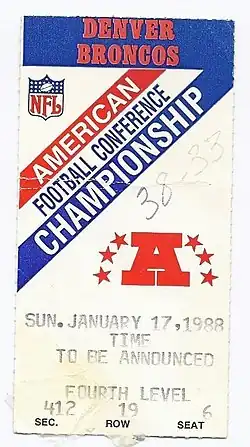 DENVER
BRONCOS
NFL
AMERICAN
FOOTBALL CONFERENCE
CHAMPIONSHIP
38-33
A
SUN. JANUARY 17, 1988
TIME
TO BE ANNOUNCED
FOURTH LEVEL
412 19 6
SEC. ROW SEAT